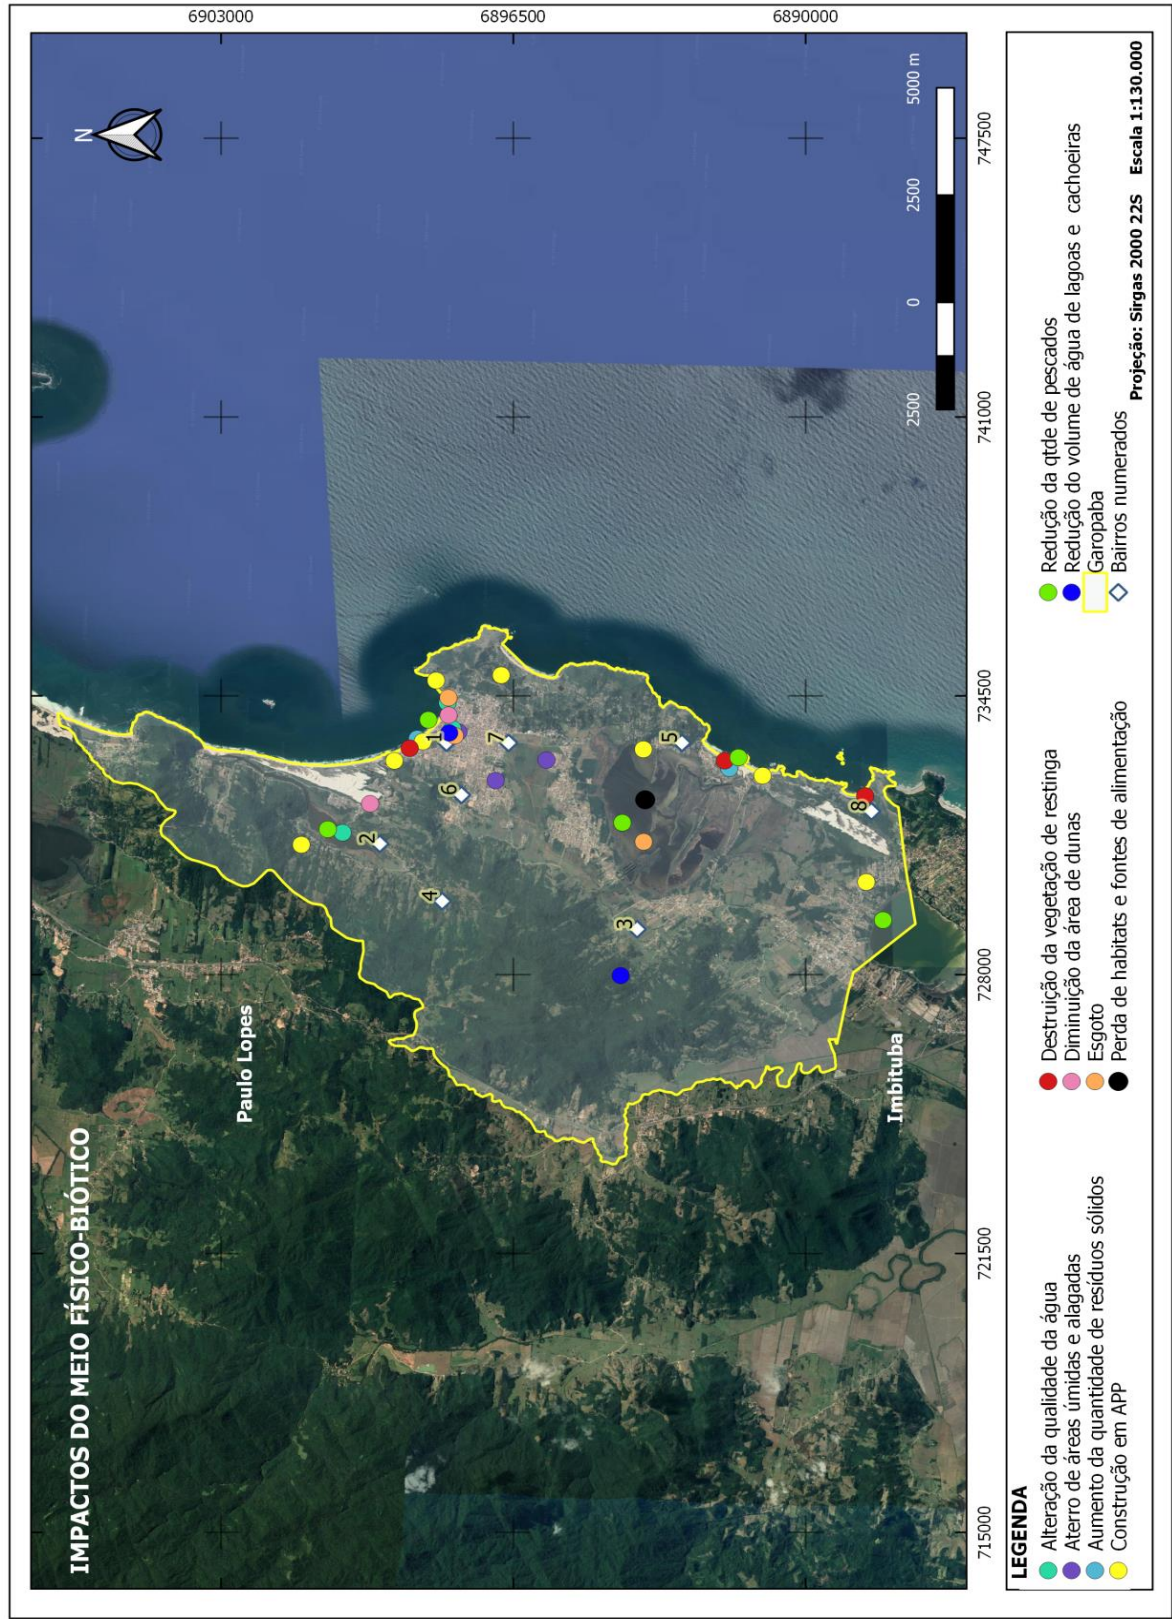 IMPACTOS DO MEIO FÍSICO-BIÓTICO
N
6903000
6896500
6890000
Paulo Lopes
Imbituba
1
2
3
4
5
6
7
8
2500 0 2500 5000 m
715000 721500 728000 734500 741000 747500
LEGENDA
Alteração da qualidade da água
Aterro de áreas úmidas e alagadas
Aumento da quantidade de resíduos sólidos
Construção em APP
Destruição da vegetação de restinga
Diminuição da área de dunas
Esgoto
Perda de habitats e fontes de alimentação
Redução da qtde de pescados
Redução do volume de água de lagoas e cachoeiras
Garopaba
Bairros numerados
Projeção: Sirgas 2000 22S Escala 1:130.000